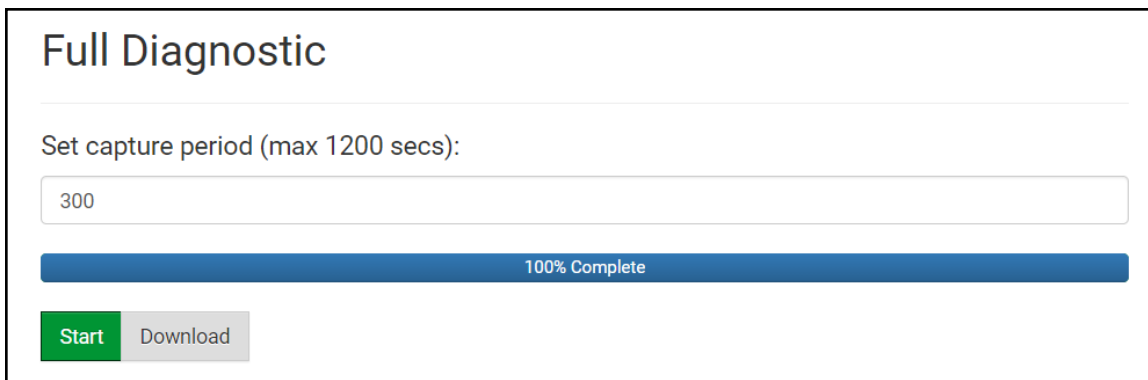 Full Diagnostic
Set capture period (max 1200 secs):
300
100% Complete
Start Download